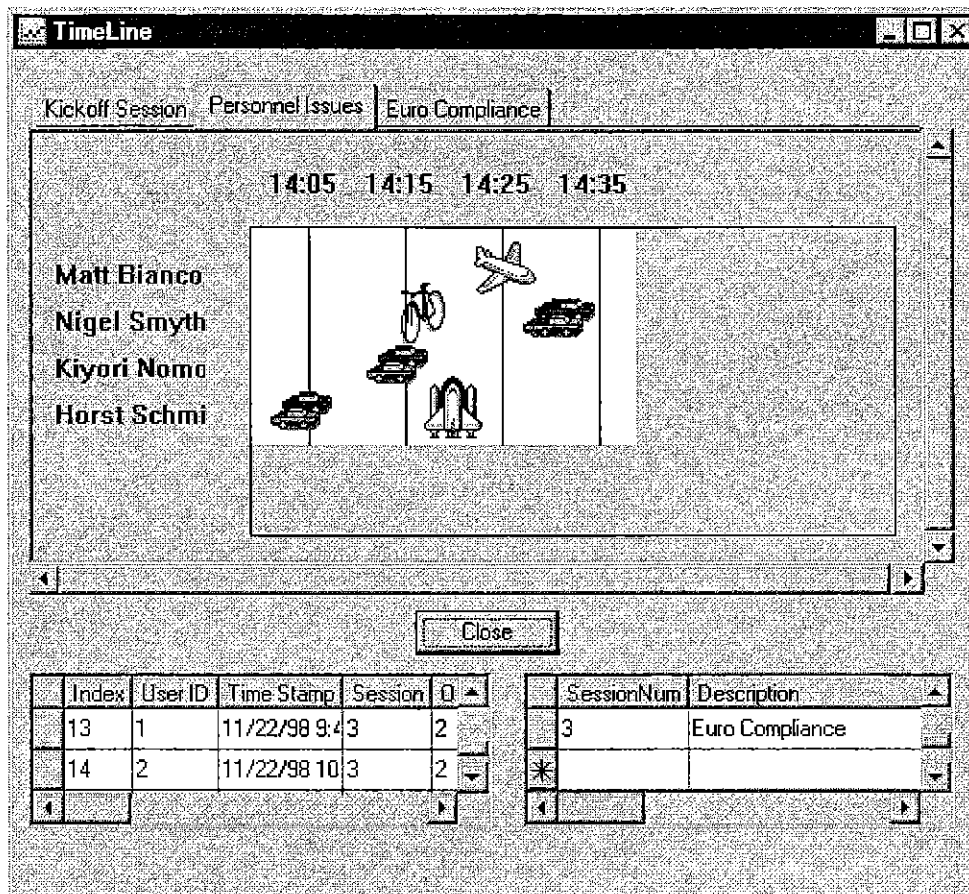 TimeLine
Kickoff Session Personnel Issues Euro Compliance
14:05 14:15 14:25 14:35
Matt Bianco
Nigel Smyth
Kiyori Nomo
Horst Schmi
Close
Index User ID Time Stamp Session O
13 1 11/22/98 9:4 3 2
14 2 11/22/98 10 3 2
SessionNum Description
3 Euro Compliance